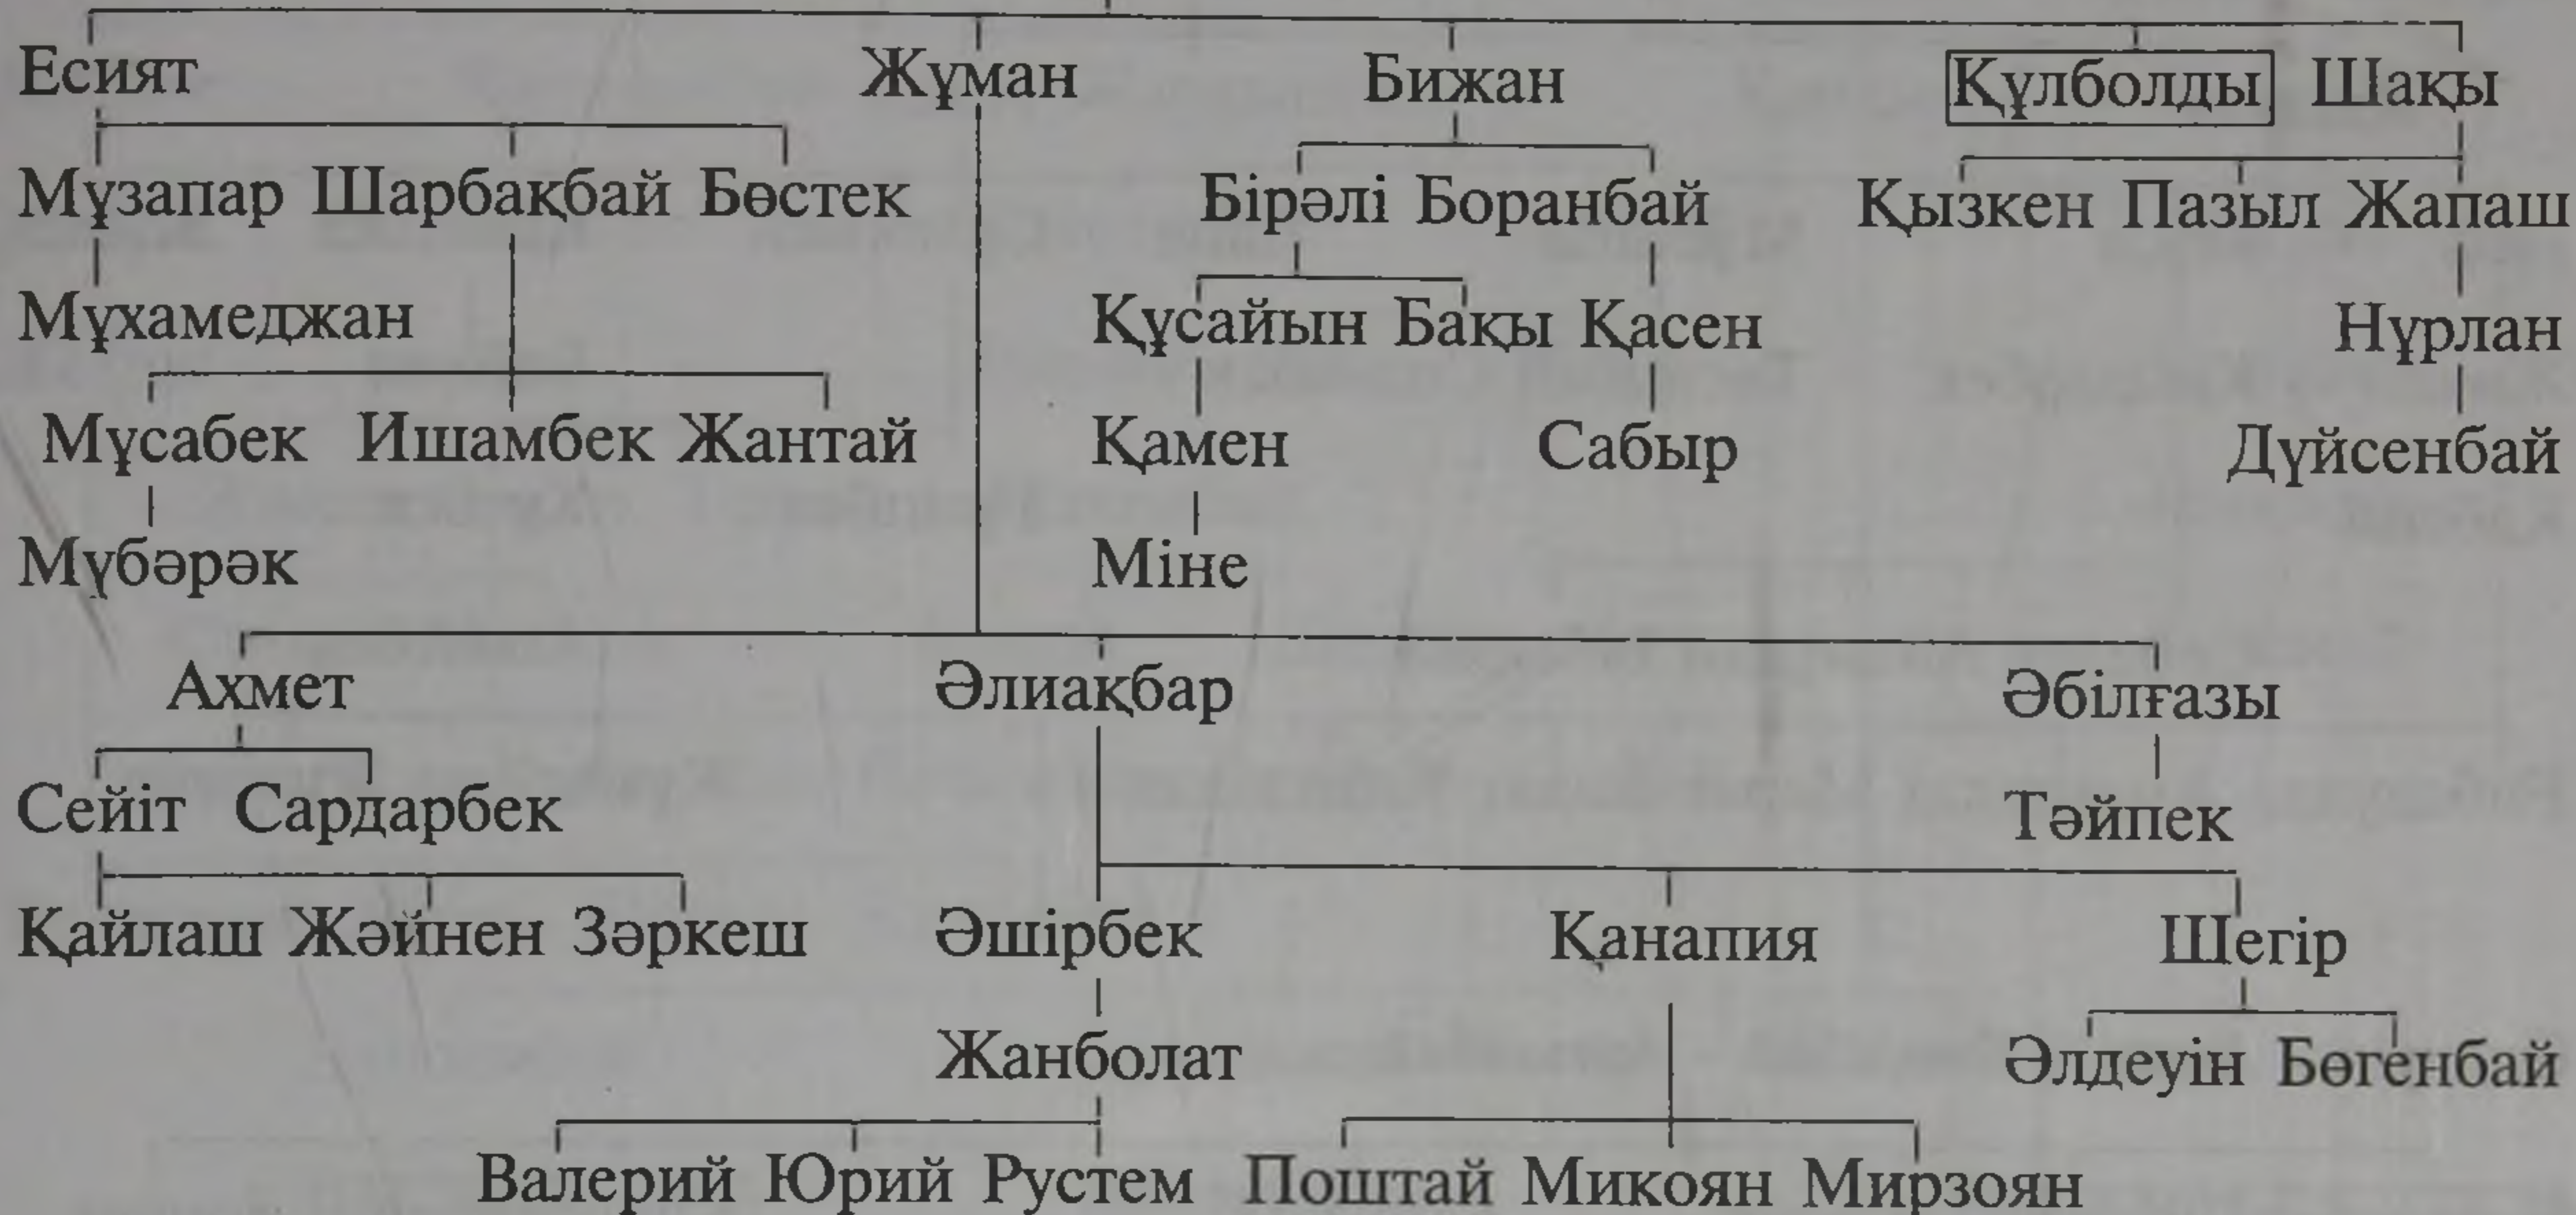 Есият Жұман Бижан Құлболды Шақы
Мұзапар Шарбақбай Бөстек Бірәлі Боранбай Қызкен Пазыл Жапаш
Мұхамеджан Құсайын Бақы Қасен Нұрлан
Мұсабек Ишамбек Жантай Қамен Сабыр Дүйсенбай
Мүбәрәк Міне
Ахмет Әлиақбар Әбілғазы
Сейіт Сардарбек Тәйпек
Қайлаш Жәйнен Зәркеш Әшірбек Қанапия Шегір
Жанболат Әлдеуін Бөгенбай
Валерий Юрий Рустем Поштай Микоян Мирзоян